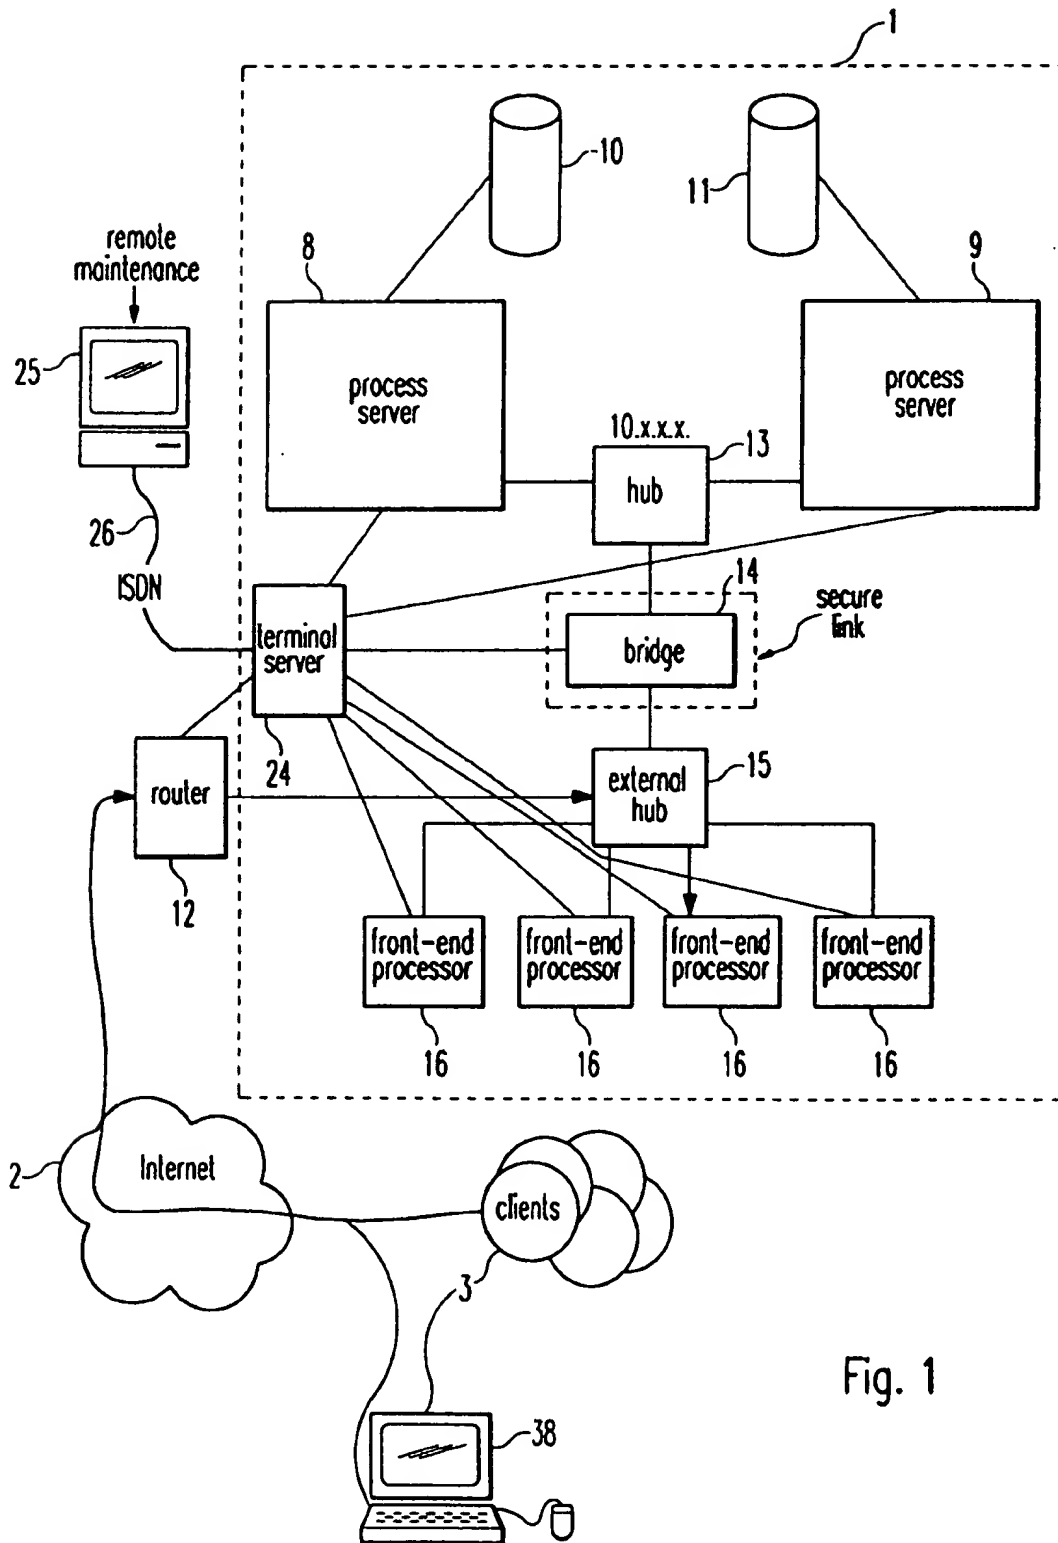 1
10
11
remote
maintenance
8
9
25
process
server
process
server
10.x.x.x.
13
hub
26
ISDN
14
secure
link
terminal
server
bridge
24
15
router
external
hub
12
front-end
processor
front-end
processor
front-end
processor
front-end
processor
16
16
16
16
2
Internet
clients
3
Fig. 1
38